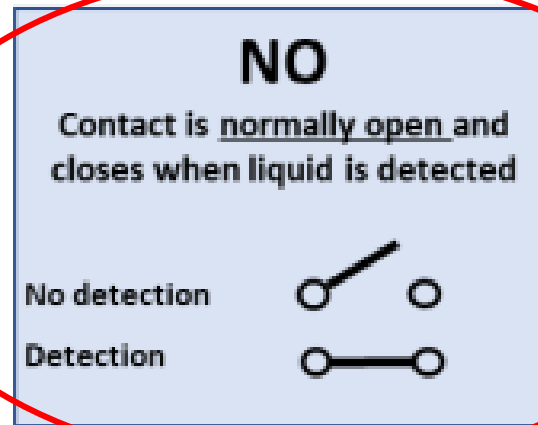 NO
Contact is normally open and
closes when liquid is detected
No detection
Detection